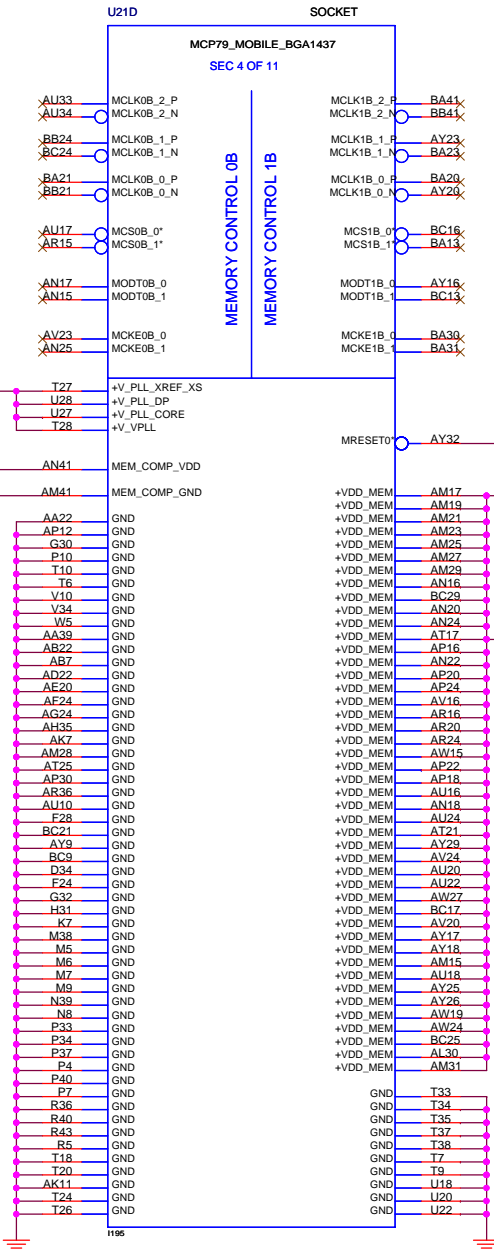 U21D SOCKET
MCP79_MOBILE_BGA1437
SEC 4 OF 11
MEMORY CONTROL 0B
MEMORY CONTROL 1B
AU33 MCLK0B_2_P MCLK1B_2_P BA41
AU34 MCLK0B_2_N MCLK1B_2_N BB41
BB24 MCLK0B_1_P MCLK1B_1_P AY23
BC24 MCLK0B_1_N MCLK1B_1_N BA23
BA21 MCLK0B_0_P MCLK1B_0_P BA20
BB21 MCLK0B_0_N MCLK1B_0_N AY20
AU17 MCS0B_0* MCS1B_0* BC16
AR15 MCS0B_1* MCS1B_1* BA13
AN17 MODT0B_0 MODT1B_0 AY16
AN15 MODT0B_1 MODT1B_1 BC13
AV23 MCKE0B_0 MCKE1B_0 BA30
AN25 MCKE0B_1 MCKE1B_1 BA31
T27 +V_PLL_XREF_XS
U28 +V_PLL_DP
U27 +V_PLL_CORE
T28 +V_VPLL
MRESET0* AY32
AN41 MEM_COMP_VDD
AM41 MEM_COMP_GND +VDD_MEM AM17
+VDD_MEM AM19
AA22 GND +VDD_MEM AM21
AP12 GND +VDD_MEM AM23
G30 GND +VDD_MEM AM25
P10 GND +VDD_MEM AM27
T10 GND +VDD_MEM AM29
T6 GND +VDD_MEM AN16
V10 GND +VDD_MEM BC29
V34 GND +VDD_MEM AN20
W5 GND +VDD_MEM AN24
AA39 GND +VDD_MEM AT17
AB22 GND +VDD_MEM AP16
AB7 GND +VDD_MEM AN22
AD22 GND +VDD_MEM AP20
AE20 GND +VDD_MEM AP24
AF24 GND +VDD_MEM AV16
AG24 GND +VDD_MEM AR16
AH35 GND +VDD_MEM AR20
AK7 GND +VDD_MEM AR24
AM28 GND +VDD_MEM AW15
AT25 GND +VDD_MEM AP22
AP30 GND +VDD_MEM AP18
AR36 GND +VDD_MEM AU16
AU10 GND +VDD_MEM AN18
F28 GND +VDD_MEM AU24
BC21 GND +VDD_MEM AT21
AY9 GND +VDD_MEM AY29
BC9 GND +VDD_MEM AV24
D34 GND +VDD_MEM AU20
F24 GND +VDD_MEM AU22
G32 GND +VDD_MEM AW27
H31 GND +VDD_MEM BC17
K7 GND +VDD_MEM AV20
M38 GND +VDD_MEM AY17
M5 GND +VDD_MEM AY18
M6 GND +VDD_MEM AM15
M7 GND +VDD_MEM AU18
M9 GND +VDD_MEM AY25
N39 GND +VDD_MEM AY26
N8 GND +VDD_MEM AW19
P33 GND +VDD_MEM AW24
P34 GND +VDD_MEM BC25
P37 GND +VDD_MEM AL30
P4 GND +VDD_MEM AM31
P40 GND
P7 GND GND T33
R36 GND GND T34
R40 GND GND T35
R43 GND GND T37
R5 GND GND T38
T18 GND GND T7
T20 GND GND T9
AK11 GND GND U18
T24 GND GND U20
T26 GND GND U22
I195